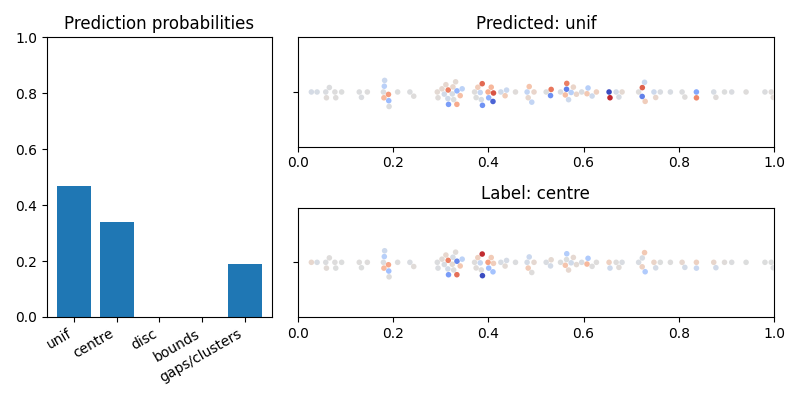 Prediction probabilities
1.0
0.8
0.6
0.4
0.2
0.0
unif
centre
disc
bounds
gaps/clusters
Predicted: unif
0.0 0.2 0.4 0.6 0.8 1.0
Label: centre
0.0 0.2 0.4 0.6 0.8 1.0